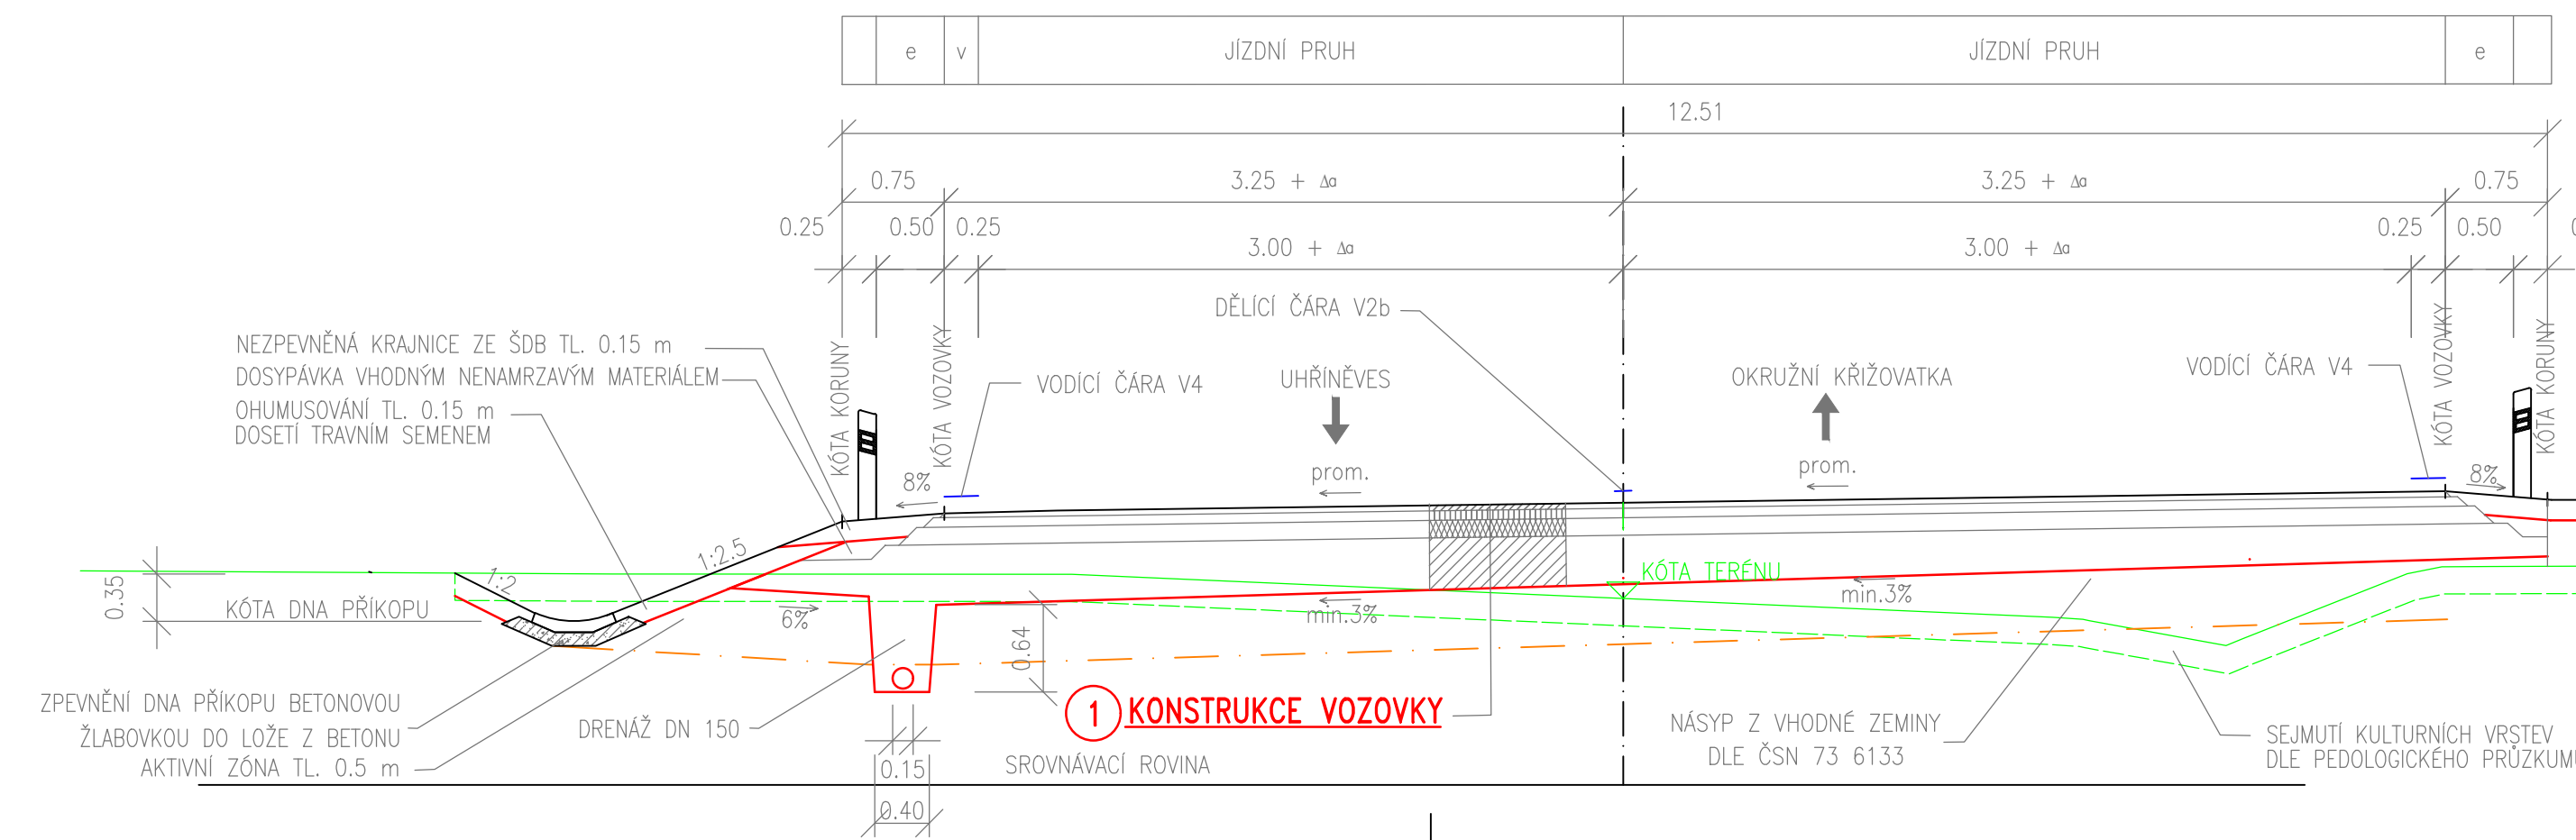 e v JÍZDNÍ PRUH JÍZDNÍ PRUH e
12.51
0.75 3.25 + Δa 3.25 + Δa 0.75
0.25 0.50 0.25 0.25 0.50
3.00 + Δa 3.00 + Δa
DĚLÍCÍ ČÁRA V2b
NEZPEVNĚNÁ KRAJNICE ZE ŠDB TL. 0.15 m
DOSYPÁVKA VHODNÝM NENAMRZAVÝM MATERIÁLEM
OHUMUSOVÁNÍ TL. 0.15 m
DOSETÍ TRAVNÍM SEMENEM
KÓTA KORUNY
KÓTA VOZOVKY
VODÍCÍ ČÁRA V4
UHŘÍNĚVES
OKRUŽNÍ KŘIŽOVATKA
VODÍCÍ ČÁRA V4
KÓTA VOZOVKY
KÓTA KORUNY
8% prom. prom. 8%
1:2.5
1:2
0.35
KÓTA DNA PŘÍKOPU
KÓTA TERÉNU
6% min.3% min.3%
0.64
ZPEVNĚNÍ DNA PŘÍKOPU BETONOVOU
ŽLABOVKOU DO LOŽE Z BETONU
AKTIVNÍ ZÓNA TL. 0.5 m
DRENÁŽ DN 150
1 KONSTRUKCE VOZOVKY
NÁSYP Z VHODNÉ ZEMINY
DLE ČSN 73 6133
SEJMUTÍ KULTURNÍCH VRSTEV
DLE PEDOLOGICKÉHO
0.15
SROVNÁVACÍ ROVINA
0.40